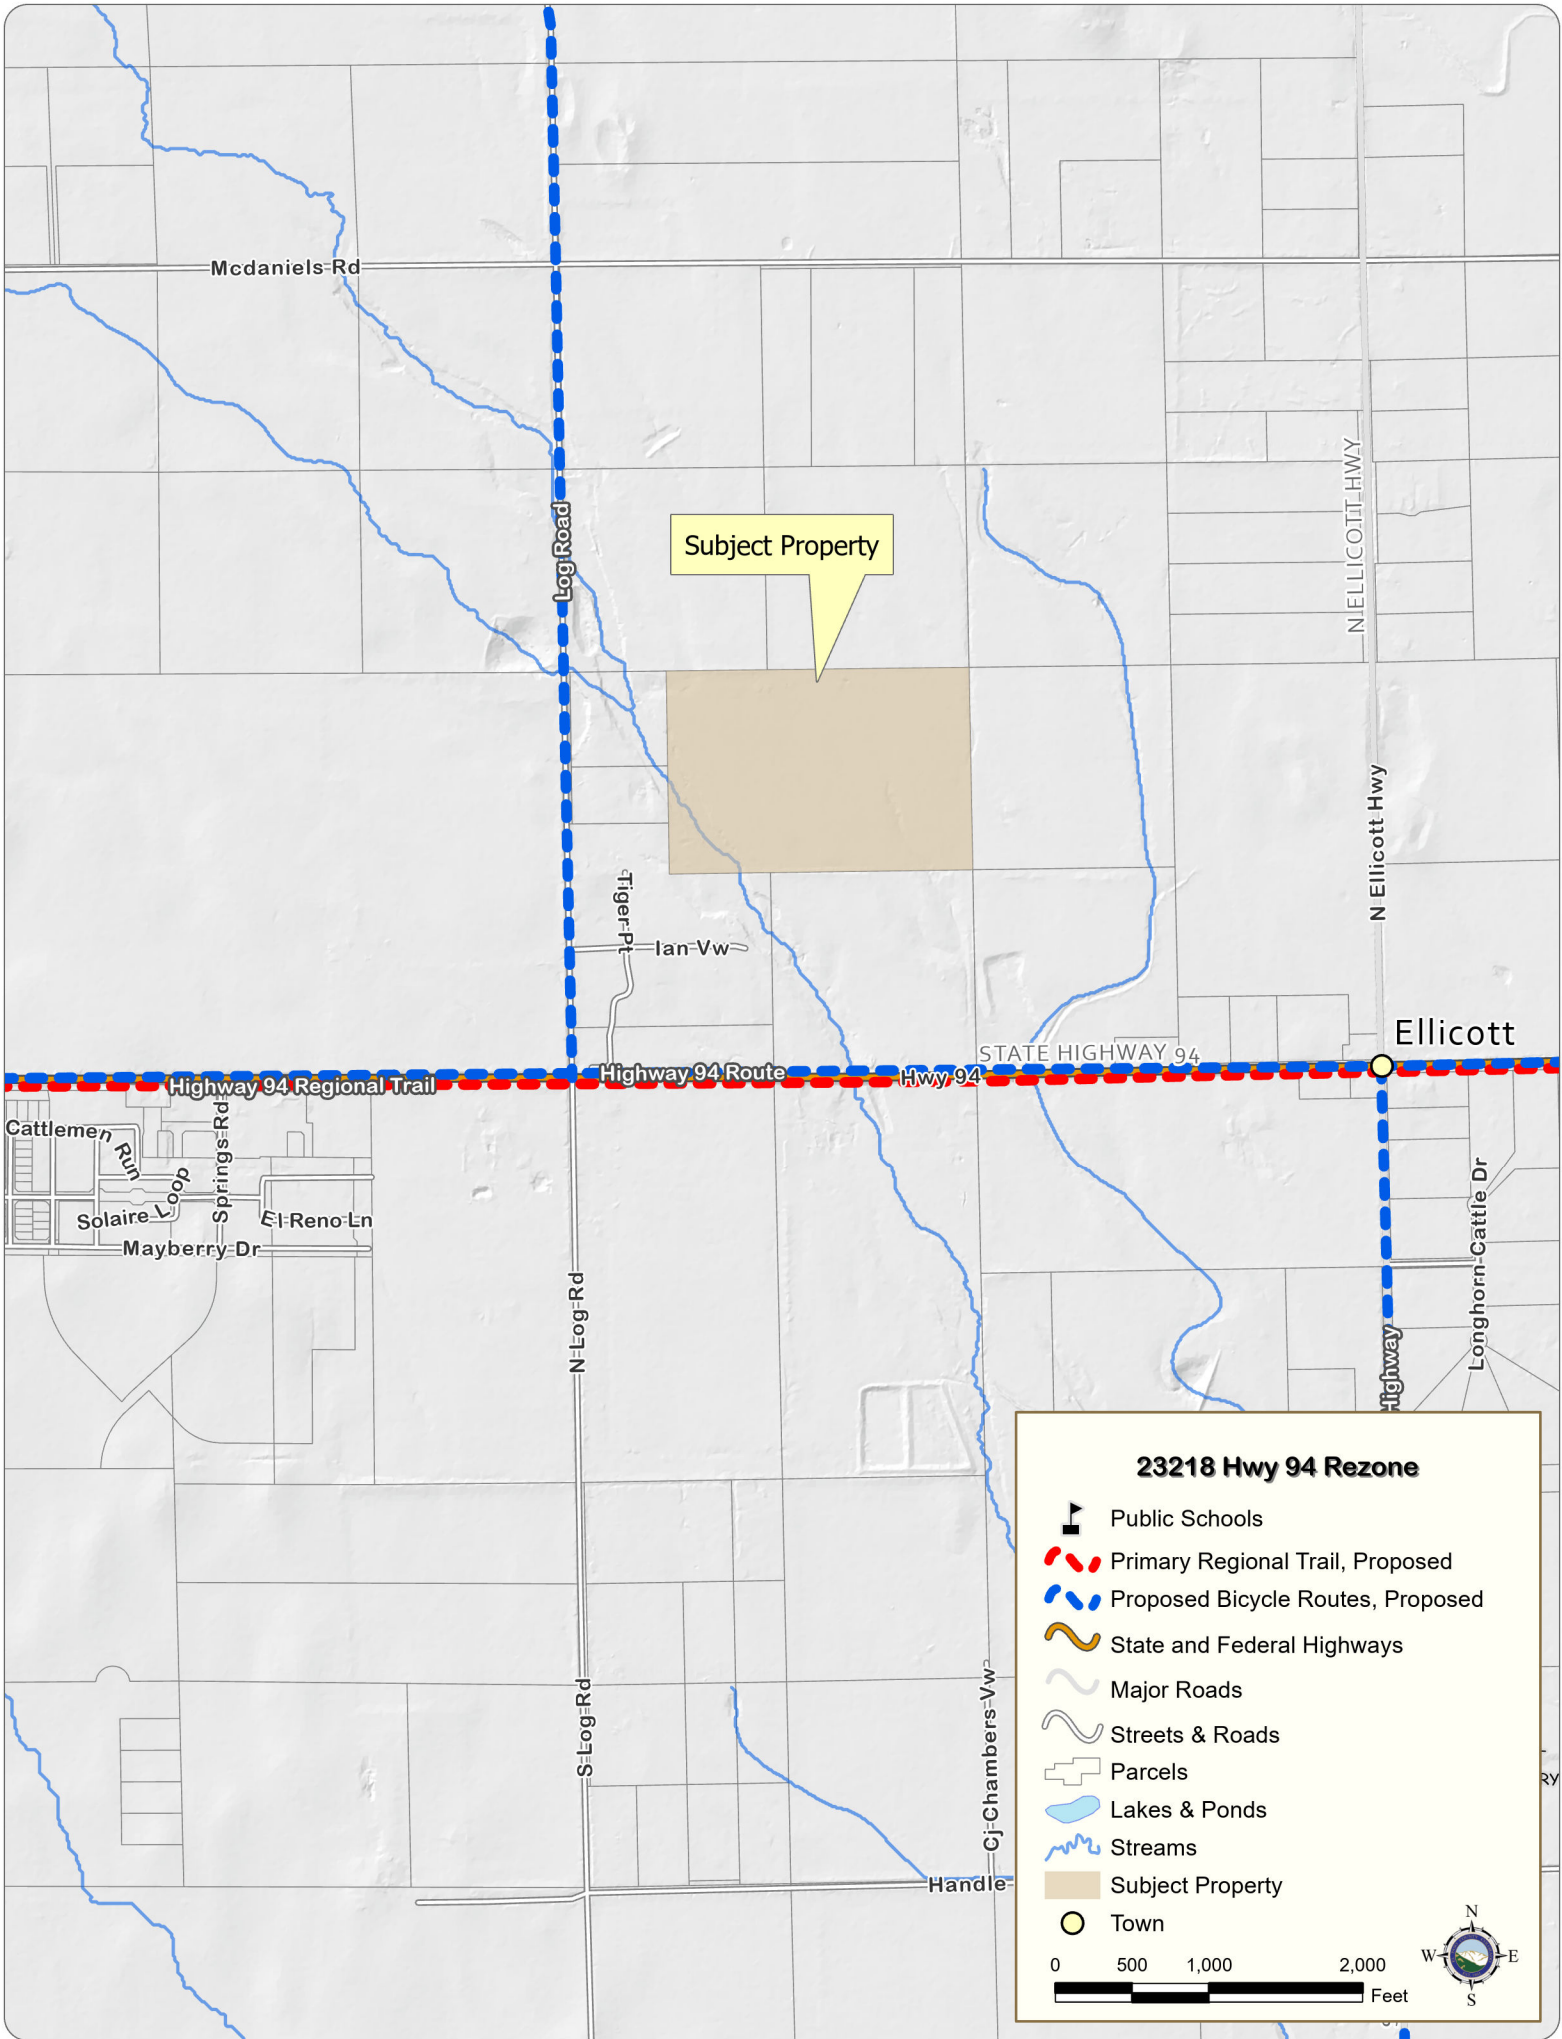 Mcdaniels Rd
Log Road
N ELLICOTT HWY
Subject Property
N Ellicott Hwy
Tiger Pt
Ian Vw
Ellicott
STATE HIGHWAY 94
Highway 94 Route
Hwy 94
Highway 94 Regional Trail
Cattlemen Run
Springs Rd
Solaire Loop
El Reno Ln
Mayberry Dr
Longhorn Cattle Dr
N Log Rd
Highway
S Log Rd
Cj Chambers Vw
Handle
RY
23218 Hwy 94 Rezone
Public Schools
Primary Regional Trail, Proposed
Proposed Bicycle Routes, Proposed
State and Federal Highways
Major Roads
Streets & Roads
Parcels
Lakes & Ponds
Streams
Subject Property
Town
0 500 1,000 2,000
Feet
N
W E
S